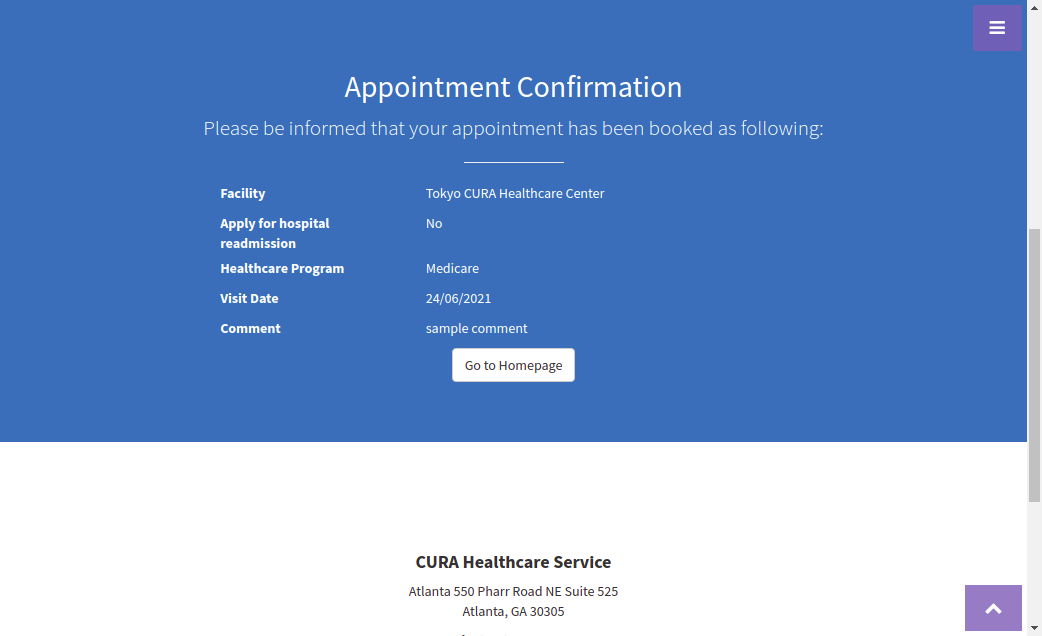 Appointment Confirmation
Please be informed that your appointment has been booked as following:
Facility Tokyo CURA Healthcare Center
Apply for hospital No
readmission
Healthcare Program Medicare
Visit Date 24/06/2021
Comment sample comment
Go to Homepage
CURA Healthcare Service
Atlanta 550 Pharr Road NE Suite 525
Atlanta, GA 30305